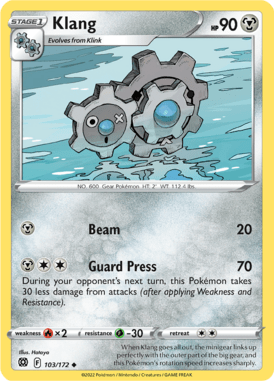 STAGE 1
Klang
HP 90
Evolves from Klink
NO. 600 Gear Pokémon HT: 2' WT: 112.4 lbs.
Beam 20
Guard Press 70
During your opponent's next turn, this Pokémon takes
30 less damage from attacks (after applying Weakness and
Resistance).
weakness ×2 resistance -30 retreat
Illus. Hataya
F 103/172
When Klang goes all out, the minigear links up
perfectly with the outer part of the big gear, and
this Pokémon's rotation speed increases sharply.
©2022 Pokémon / Nintendo / Creatures / GAME FREAK